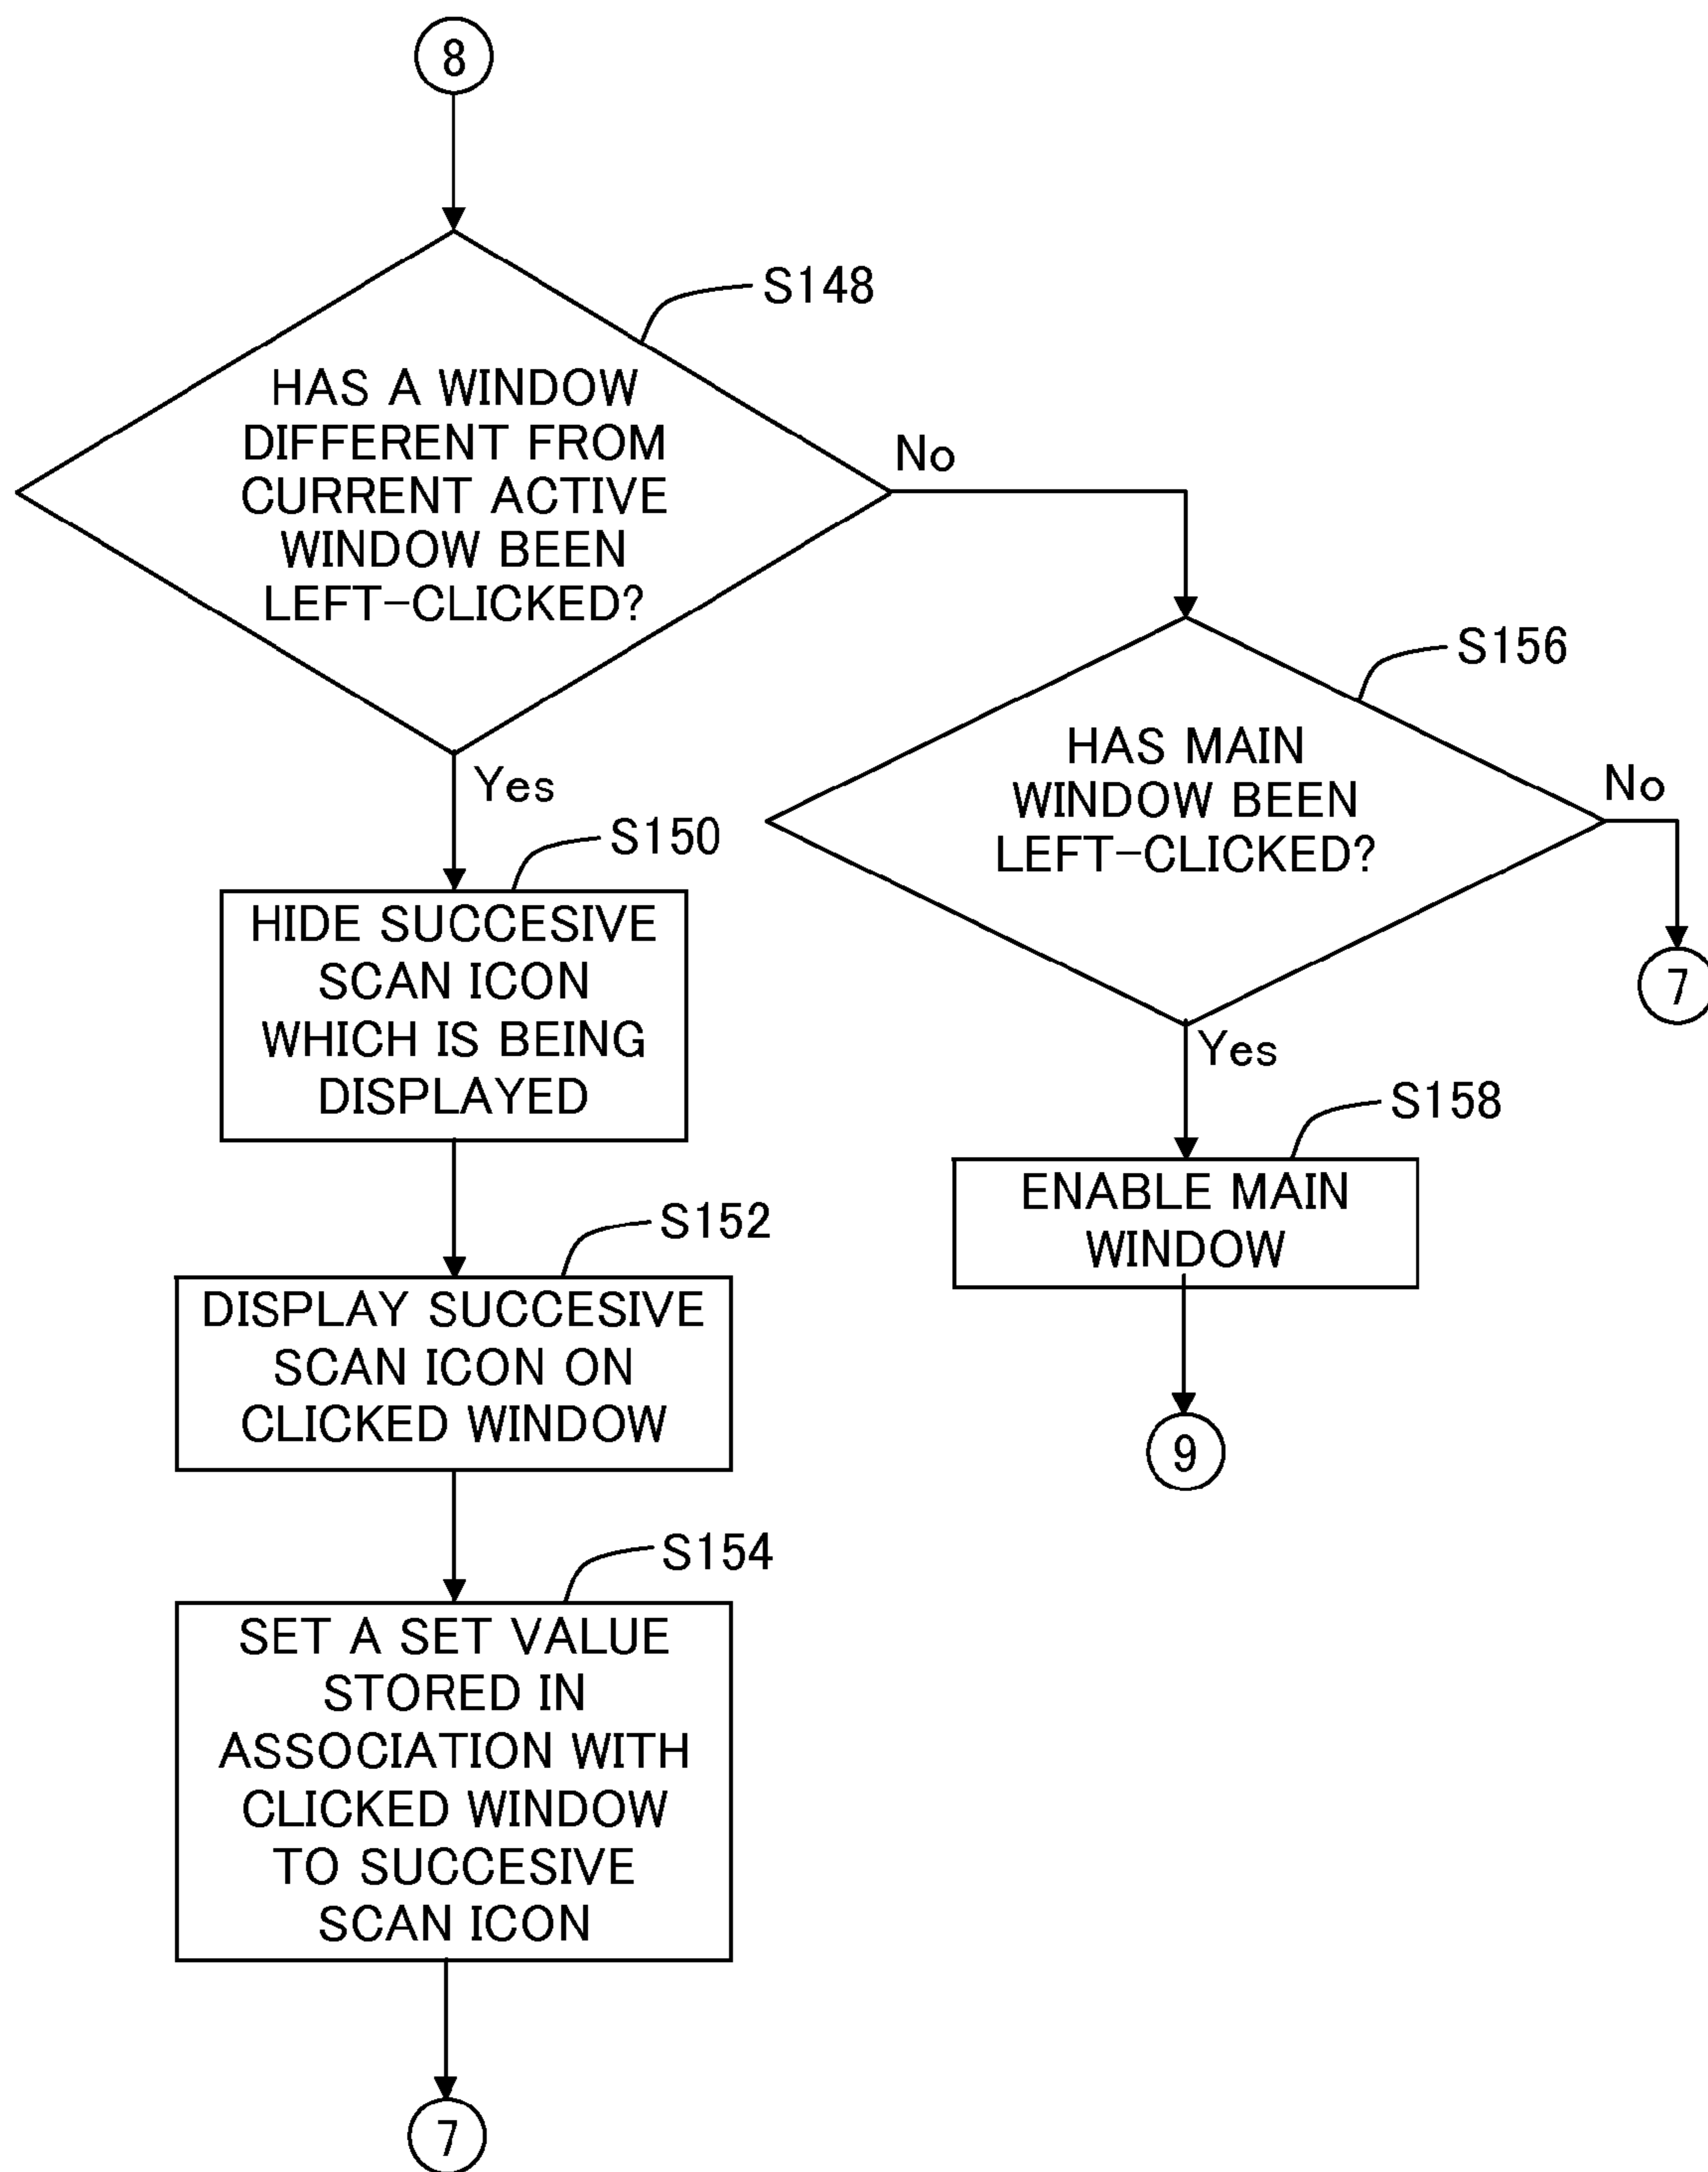 8
S148
HAS A WINDOW
DIFFERENT FROM
CURRENT ACTIVE
WINDOW BEEN
LEFT-CLICKED?
No
Yes
S150
HIDE SUCCESIVE
SCAN ICON
WHICH IS BEING
DISPLAYED
S152
DISPLAY SUCCESIVE
SCAN ICON ON
CLICKED WINDOW
S154
SET A SET VALUE
STORED IN
ASSOCIATION WITH
CLICKED WINDOW
TO SUCCESIVE
SCAN ICON
7
S156
HAS MAIN
WINDOW BEEN
LEFT-CLICKED?
No
7
Yes
S158
ENABLE MAIN
WINDOW
9